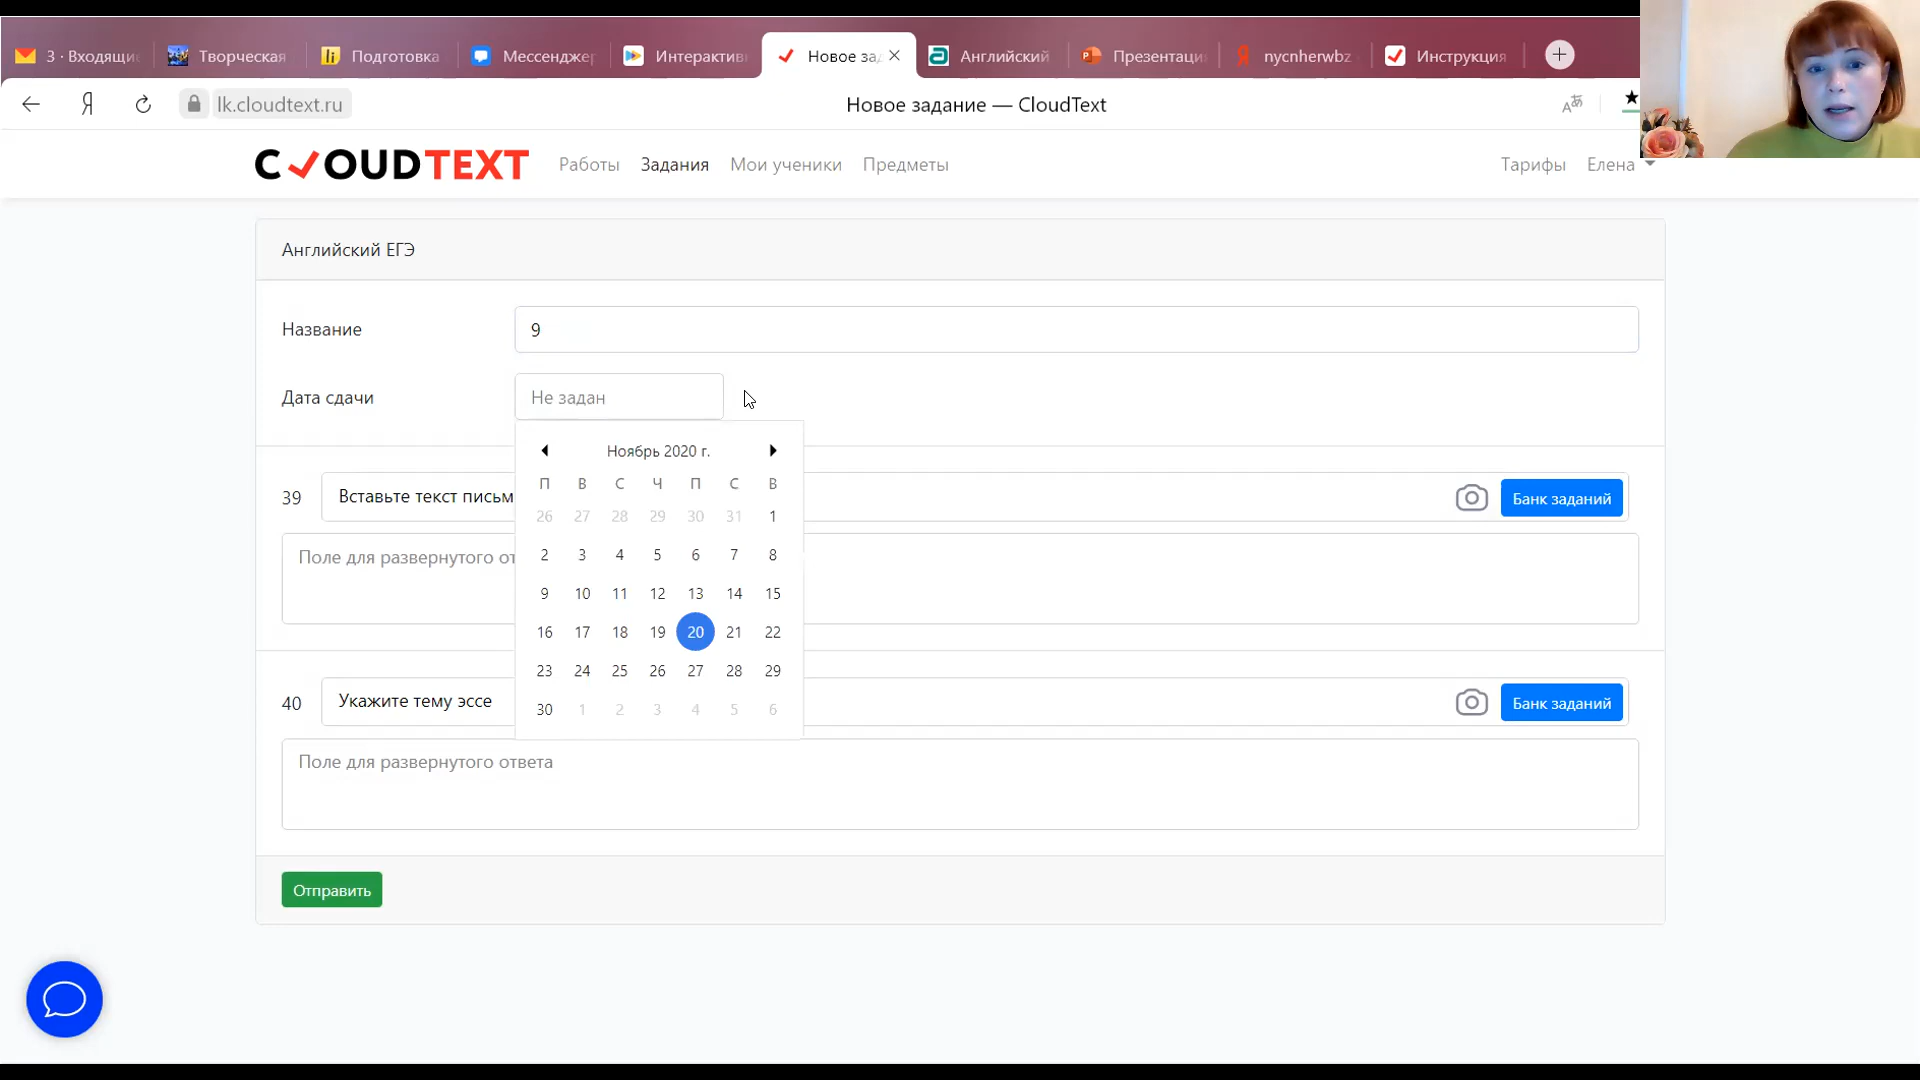 3 · Входящие
Творческая
Подготовка
Мессенджер
Интерактив
Новое зад
Английский
Презентаци
nycnherwbz
Инструкция
Я
lk.cloudtext.ru
Новое задание — CloudText
CLOUDTEXT
Работы
Задания
Мои ученики
Предметы
Тарифы
Елена
Английский ЕГЭ
Название
9
Дата сдачи
Не задан
Ноябрь 2020 г.
П В С Ч П С В
26 27 28 29 30 31 1
2 3 4 5 6 7 8
9 10 11 12 13 14 15
16 17 18 19 20 21 22
23 24 25 26 27 28 29
30 1 2 3 4 5 6
39
Вставьте текст письм
Банк заданий
Поле для развернутого от
40
Укажите тему эссе
Банк заданий
Поле для развернутого ответа
Отправить